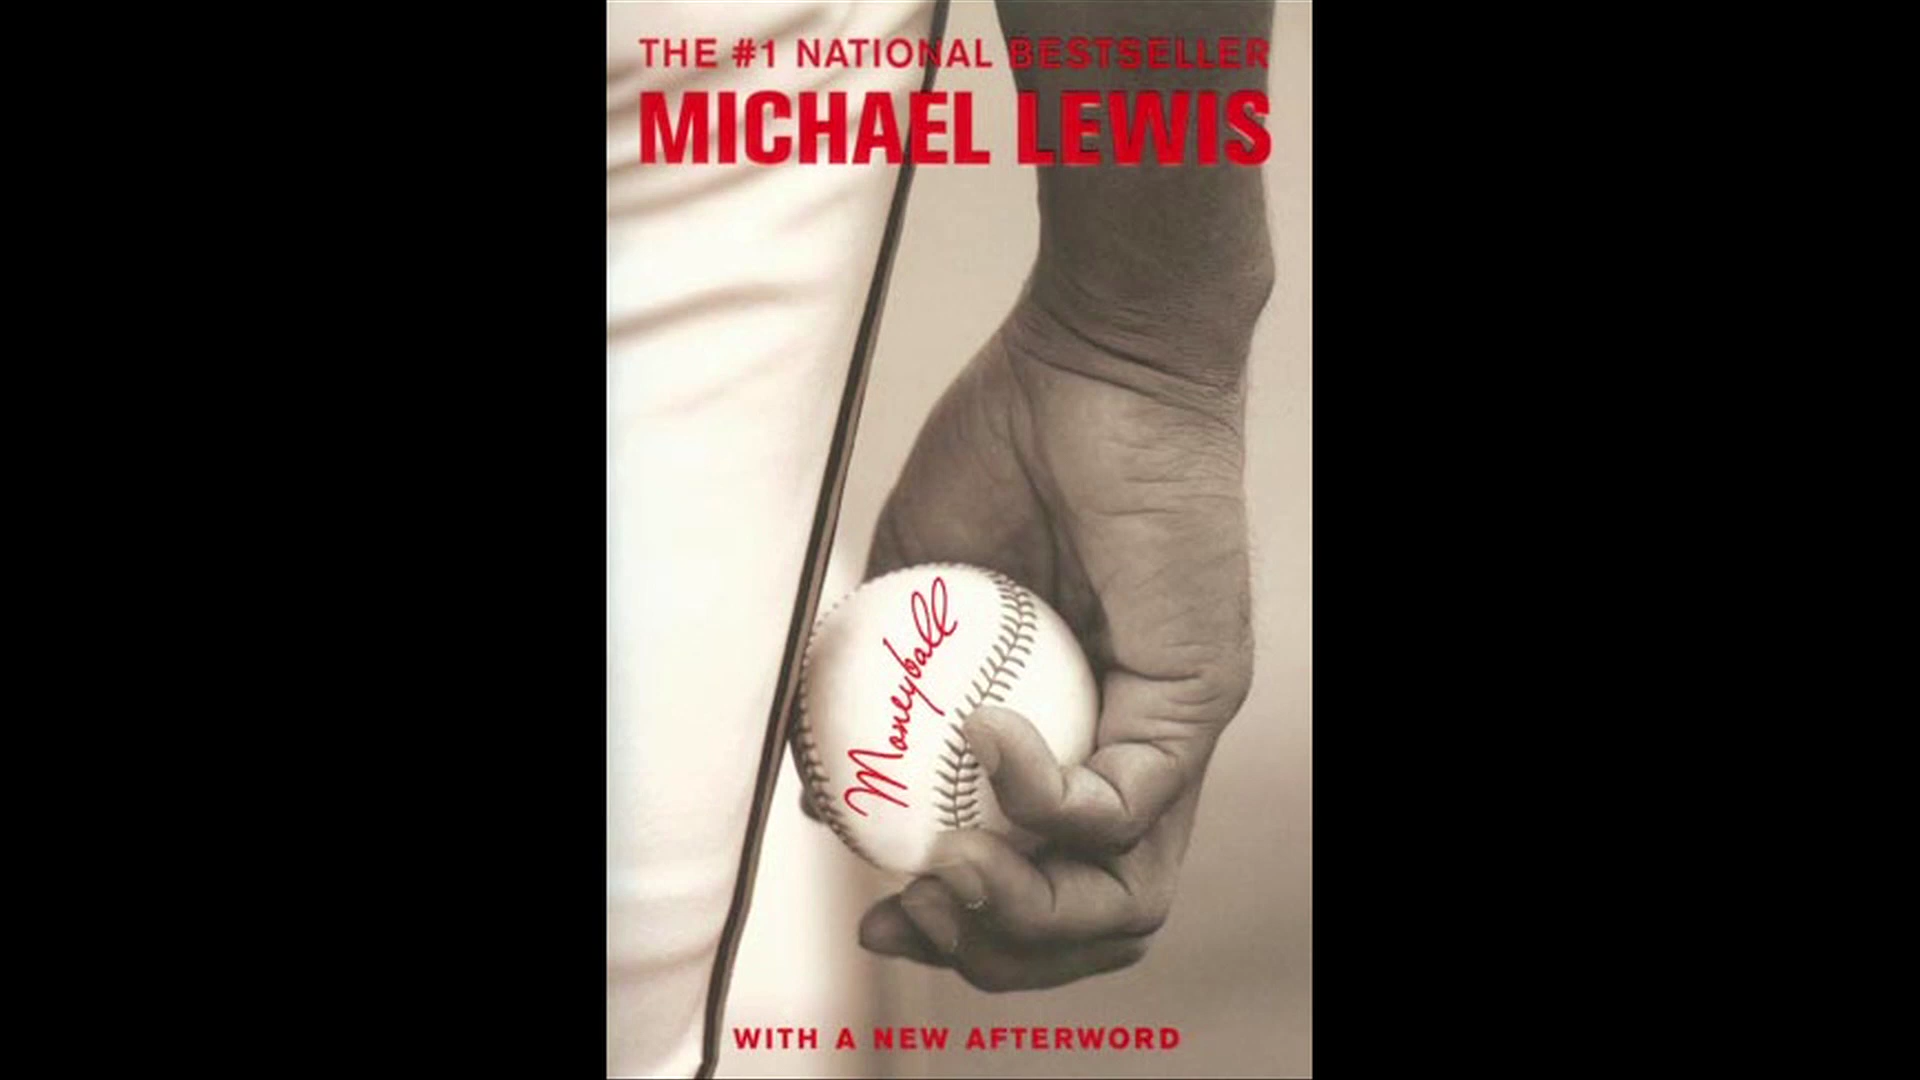 THE #1 NATIONAL BESTSELLER
MICHAEL LEWIS
Moneyball
WITH A NEW AFTERWORD